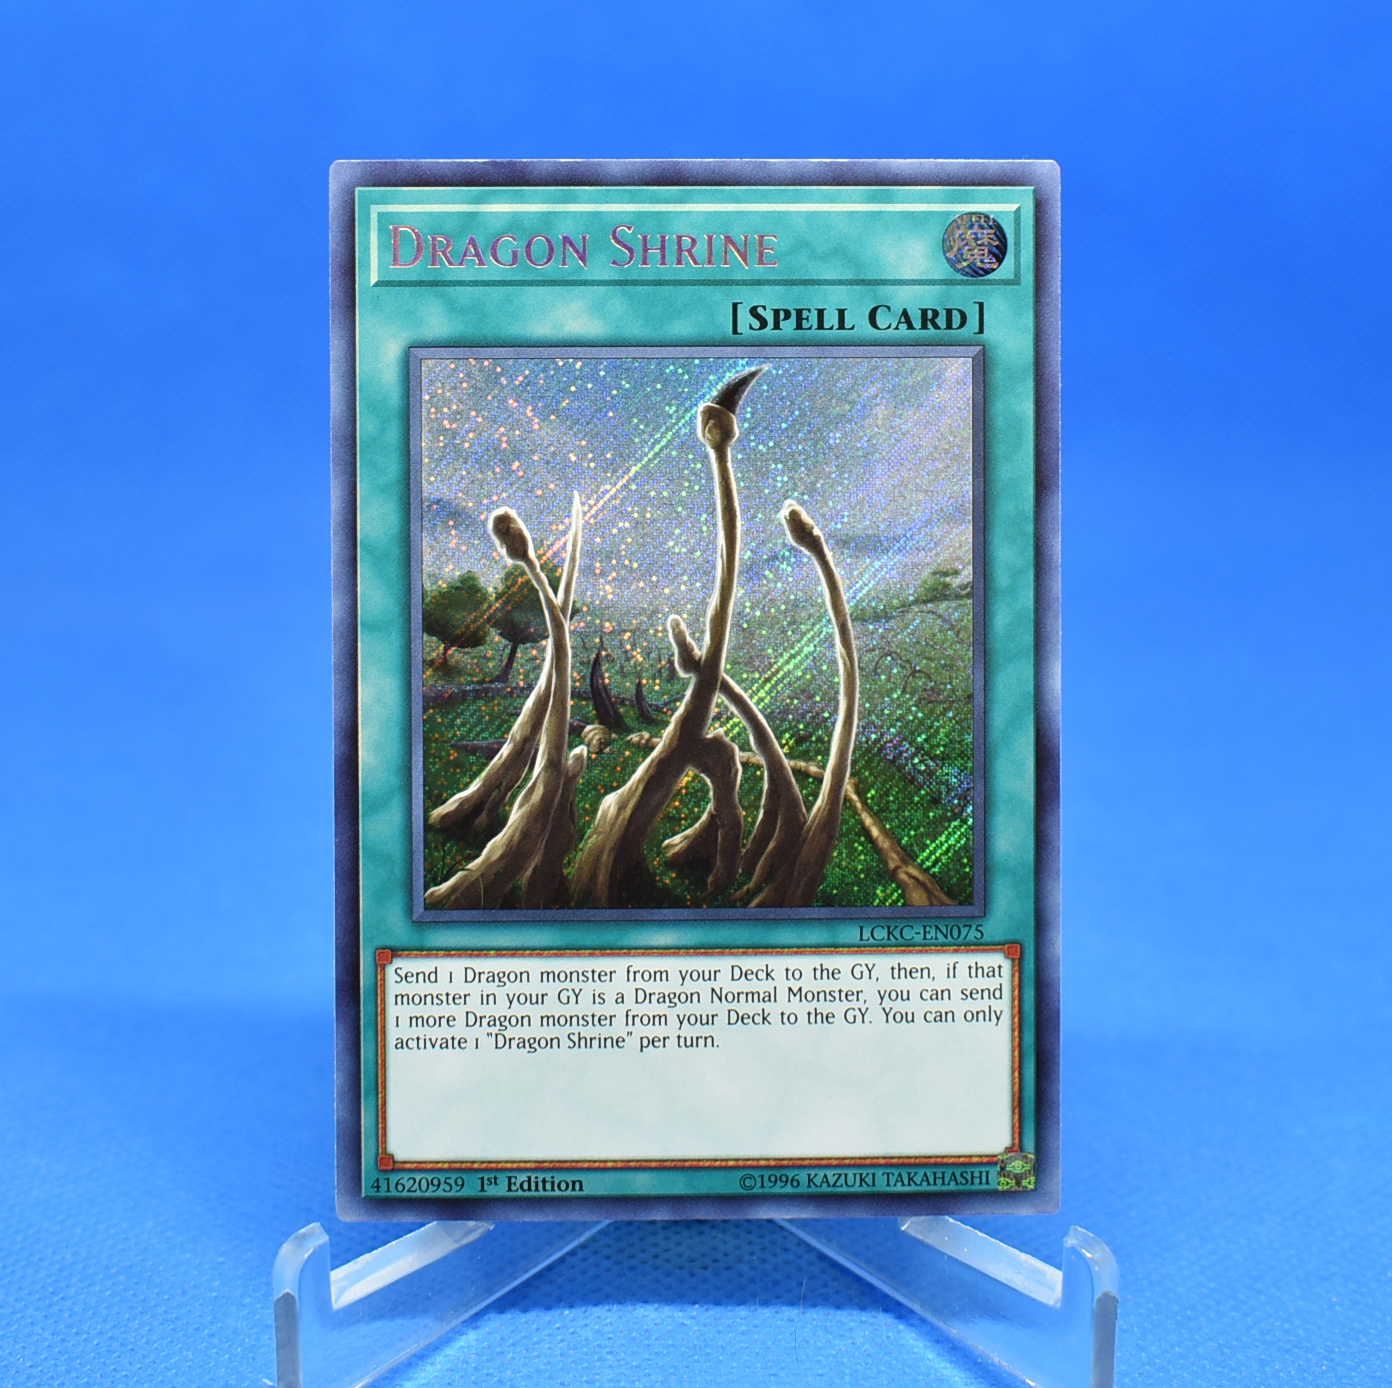 Dragon Shrine
魔
[Spell Card]
LCKC-EN075
Send 1 Dragon monster from your Deck to the GY, then, if that
monster in your GY is a Dragon Normal Monster, you can send
1 more Dragon monster from your Deck to the GY. You can only
activate 1 "Dragon Shrine" per turn.
41620959 1st Edition ©1996 KAZUKI TAKAHASHI